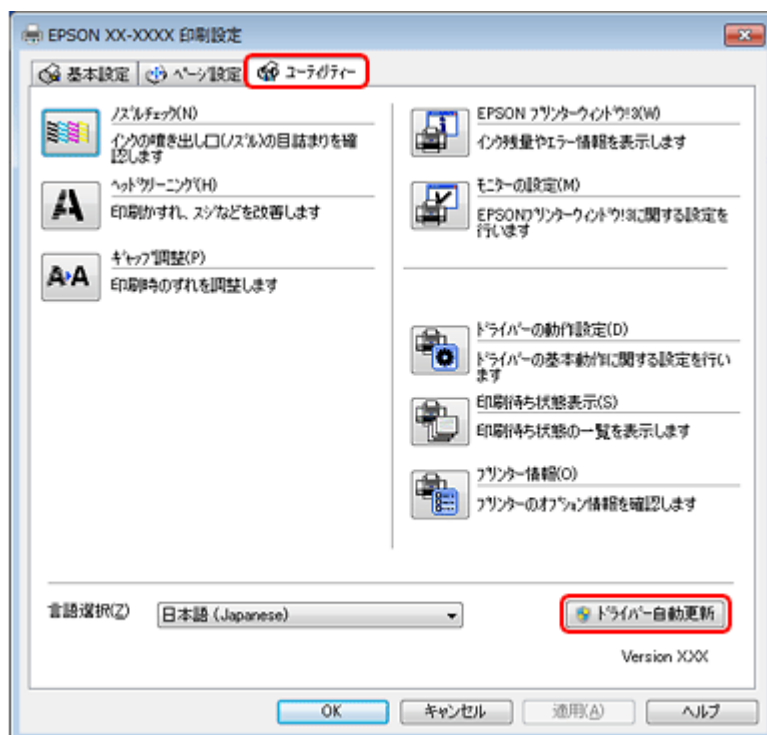 EPSON XX-XXXX 印刷設定
基本設定
ページ設定
ユーティリティー
ノズルチェック(N)
インクの噴き出し口(ノズル)の目詰まりを確
認します
ヘッドクリーニング(H)
印刷かすれ、スジなどを改善します
ギャップ調整(P)
印刷時のずれを調整します
EPSON プリンターウィンドウ!3(W)
インク残量やエラー情報を表示します
モニターの設定(M)
EPSONプリンターウィンドウ!3に関する設定を
行います
ドライバーの動作設定(D)
ドライバーの基本動作に関する設定を行い
ます
印刷待ち状態表示(S)
印刷待ち状態の一覧を表示します
プリンター情報(O)
プリンターのオプション情報を確認します
言語選択(Z)
日本語 (Japanese)
ドライバー自動更新
Version X.XX
OK
キャンセル
適用(A)
ヘルプ